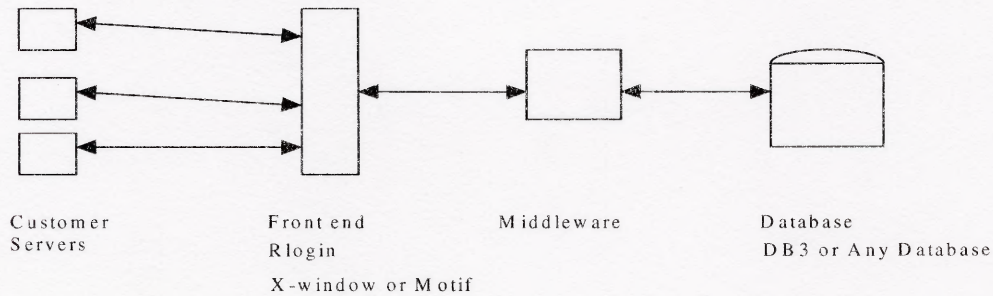 Customer
Servers
Front end
Rlogin
X-window or Motif
Middleware
Database
DB3 or Any Database